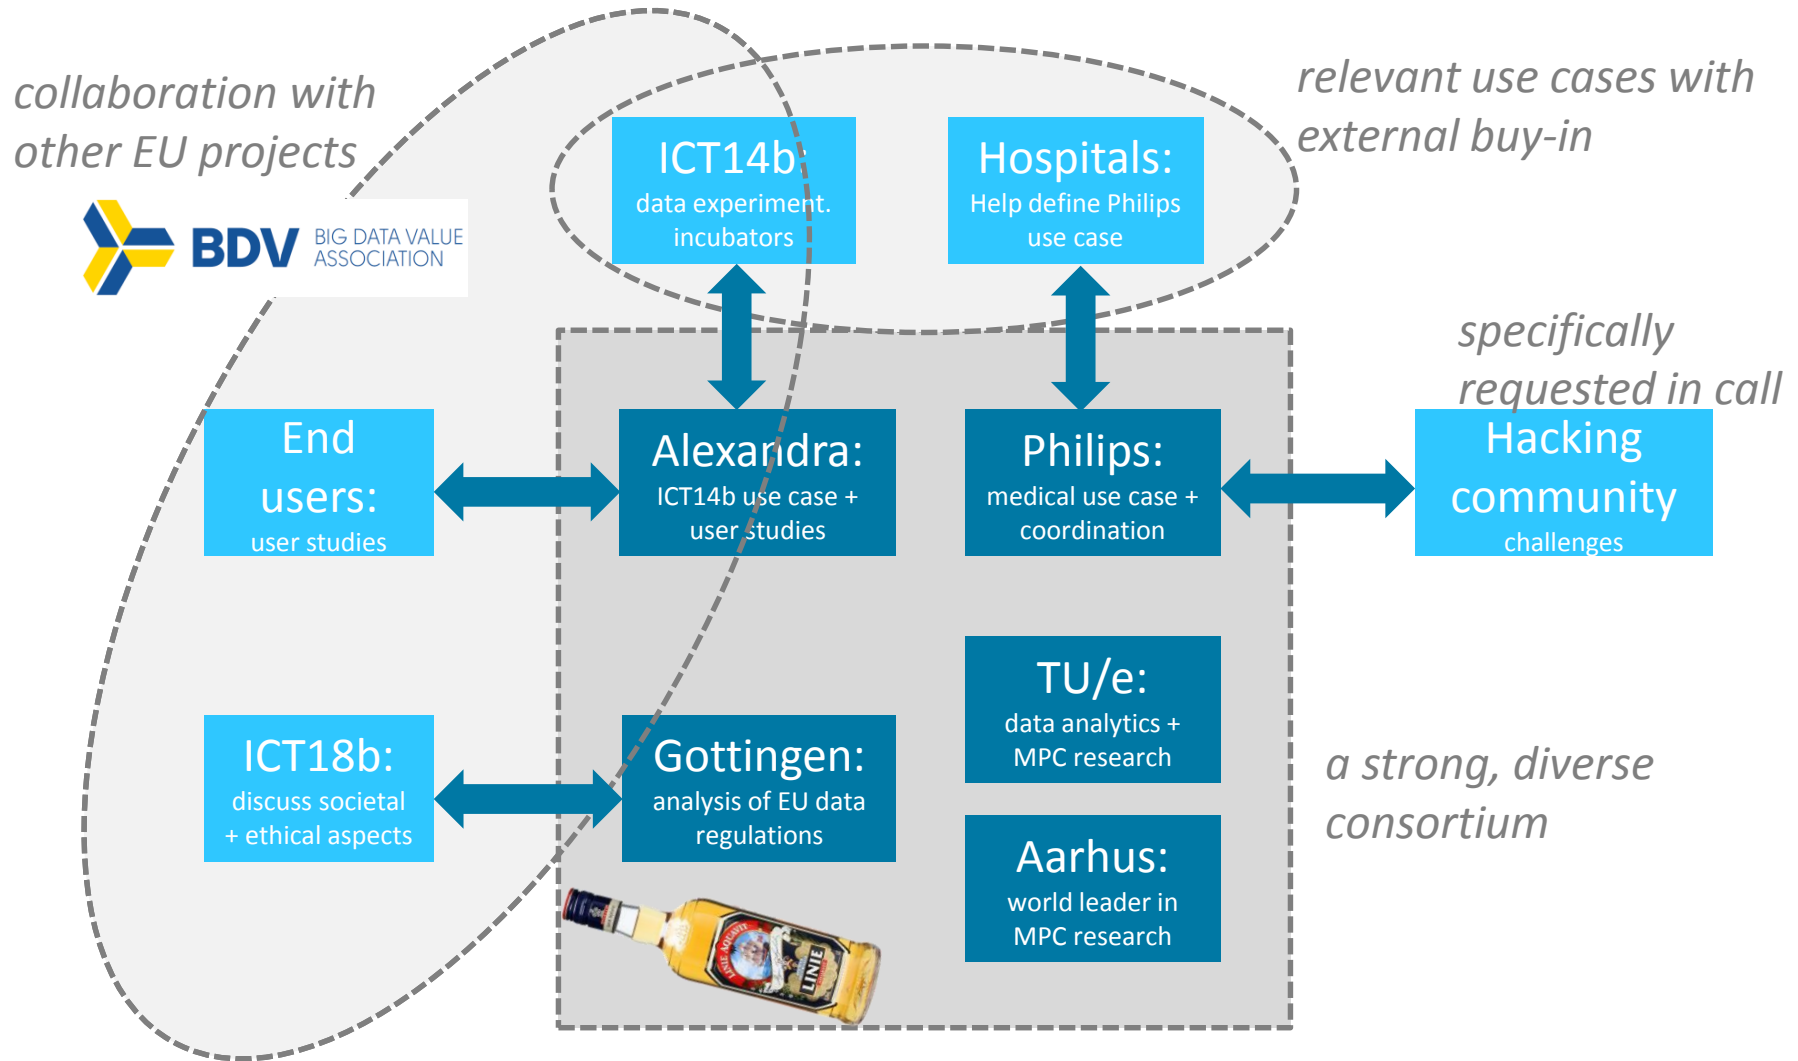 collaboration with
other EU projects
BDV
BIG DATA VALUE
ASSOCIATION
relevant use cases with
external buy-in
ICT14b:
data experiment.
incubators
Hospitals:
Help define Philips
use case
specifically
requested in call
End
users:
user studies
Alexandra:
ICT14b use case +
user studies
Philips:
medical use case +
coordination
Hacking
community
challenges
ICT18b:
discuss societal
+ ethical aspects
Gottingen:
analysis of EU data
regulations
TU/e:
data analytics +
MPC research
Aarhus:
world leader in
MPC research
a strong, diverse
consortium
LINIE AQUAVIT
LINIE